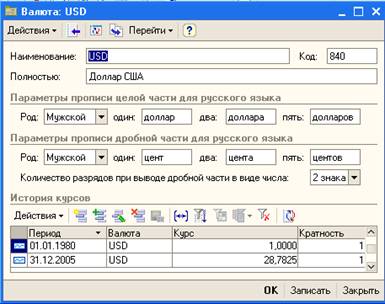 Валюта: USD
Действия Перейти ?
Наименование: USD Код: 840
Полностью: Доллар США
Параметры прописи целой части для русского языка
Род: Мужской один: доллар два: доллара пять: долларов
Параметры прописи дробной части для русского языка
Род: Мужской один: цент два: цента пять: центов
Количество разрядов при выводе дробной части в виде числа: 2 знака
История курсов
Действия
Период Валюта Курс Кратность
01.01.1980 USD 1,0000 1
31.12.2005 USD 28,7825 1
OK Записать Закрыть